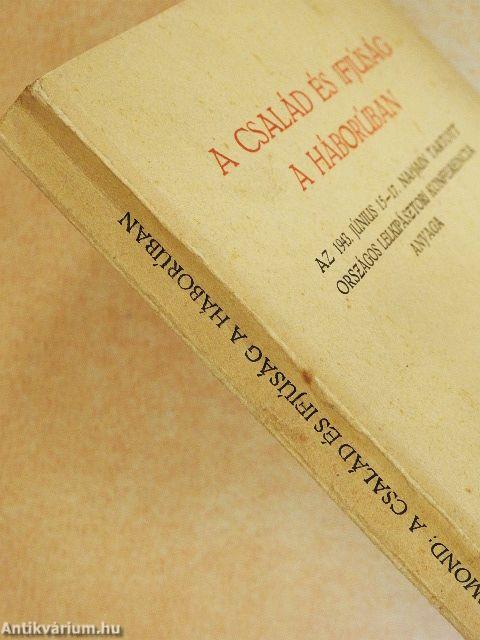 A CSALÁD ÉS IFJÚSÁG
A HÁBORÚBAN
AZ 1943. JÚNIUS 15–17. NAPJAIN TARTOTT
ORSZÁGOS LELKIPÁSZTORI KONFERENCIA
ANYAGA
MOND: A CSALÁD ÉS IFJÚSÁG A HÁBORÚBAN
Antikvárium.hu